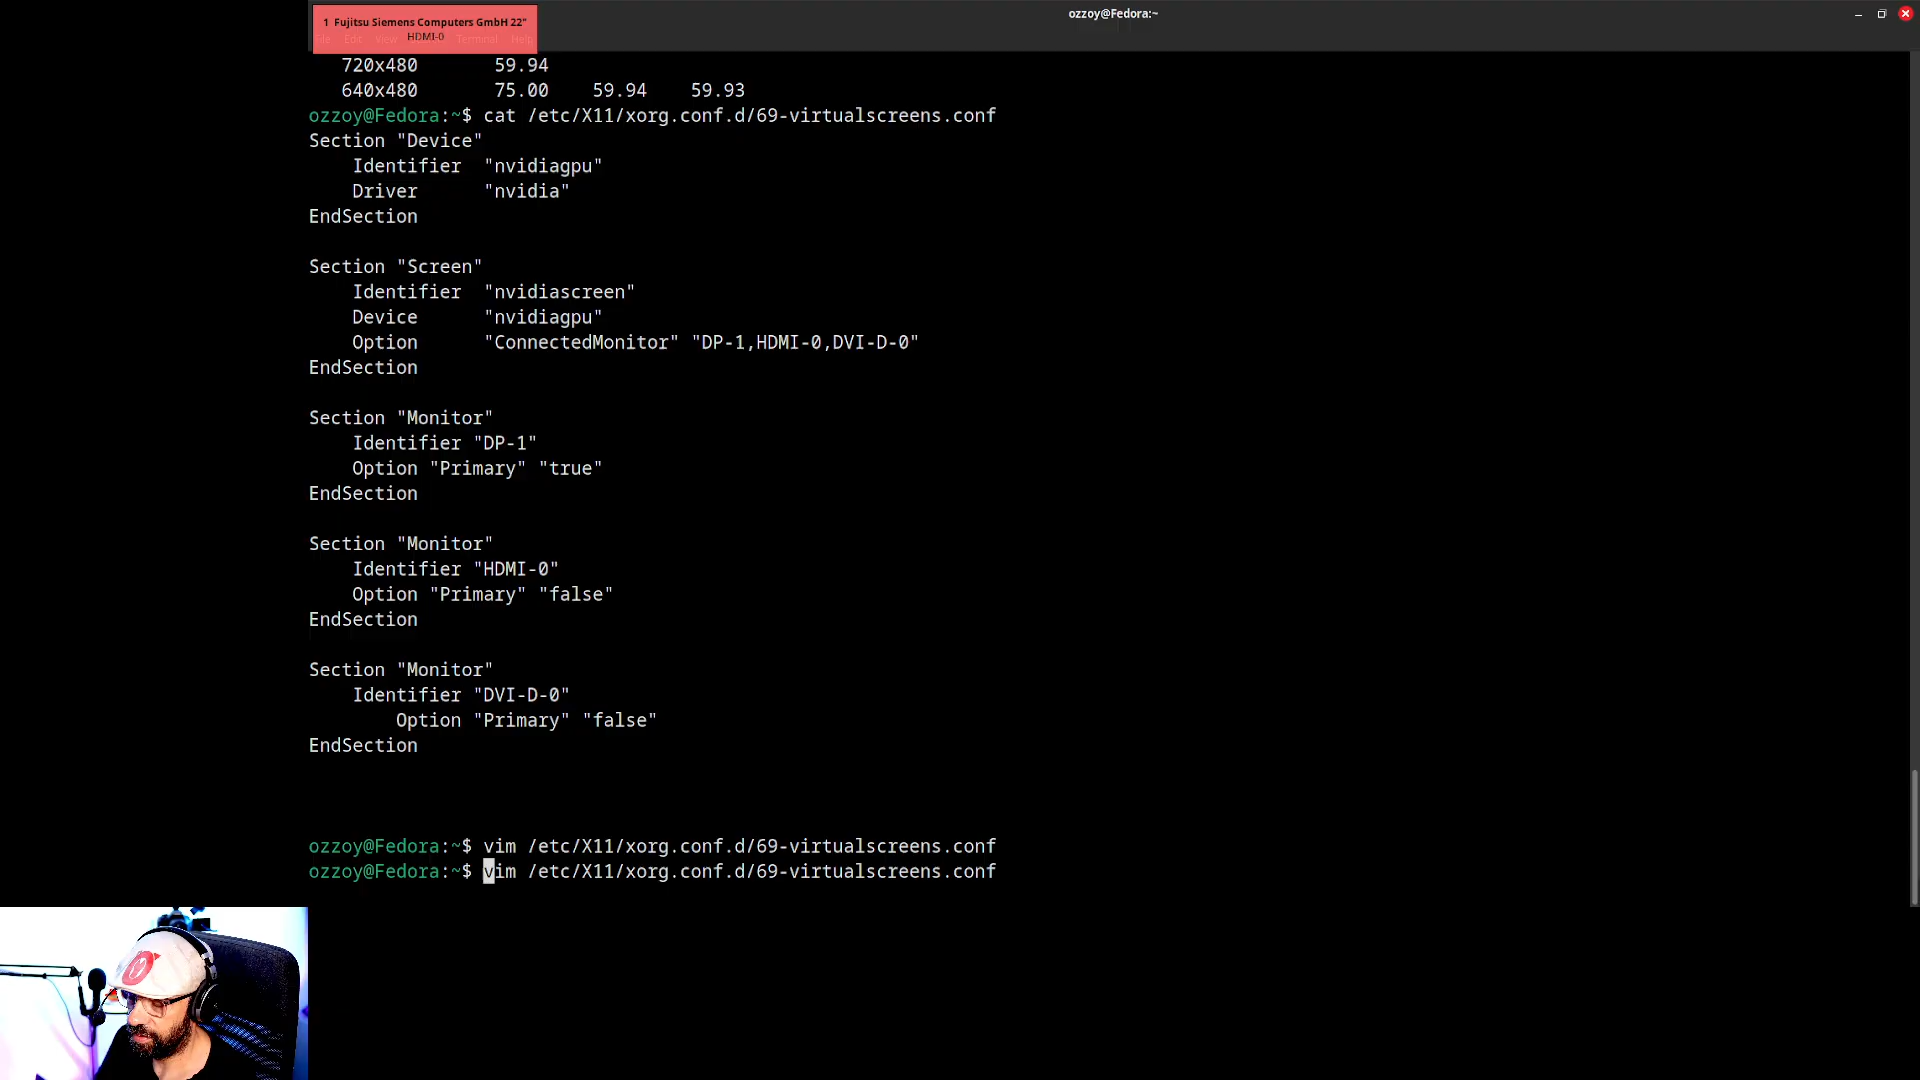 1 Fujitsu Siemens Computers GmbH 22"
HDMI-0
File Edit View Terminal Help
ozzoy@Fedora:~
720x480 59.94
640x480 75.00 59.94 59.93
ozzoy@Fedora:~$ cat /etc/X11/xorg.conf.d/69-virtualscreens.conf
Section "Device"
Identifier "nvidiagpu"
Driver "nvidia"
EndSection
Section "Screen"
Identifier "nvidiascreen"
Device "nvidiagpu"
Option "ConnectedMonitor" "DP-1,HDMI-0,DVI-D-0"
EndSection
Section "Monitor"
Identifier "DP-1"
Option "Primary" "true"
EndSection
Section "Monitor"
Identifier "HDMI-0"
Option "Primary" "false"
EndSection
Section "Monitor"
Identifier "DVI-D-0"
Option "Primary" "false"
EndSection
ozzoy@Fedora:~$ vim /etc/X11/xorg.conf.d/69-virtualscreens.conf
ozzoy@Fedora:~$ vim /etc/X11/xorg.conf.d/69-virtualscreens.conf